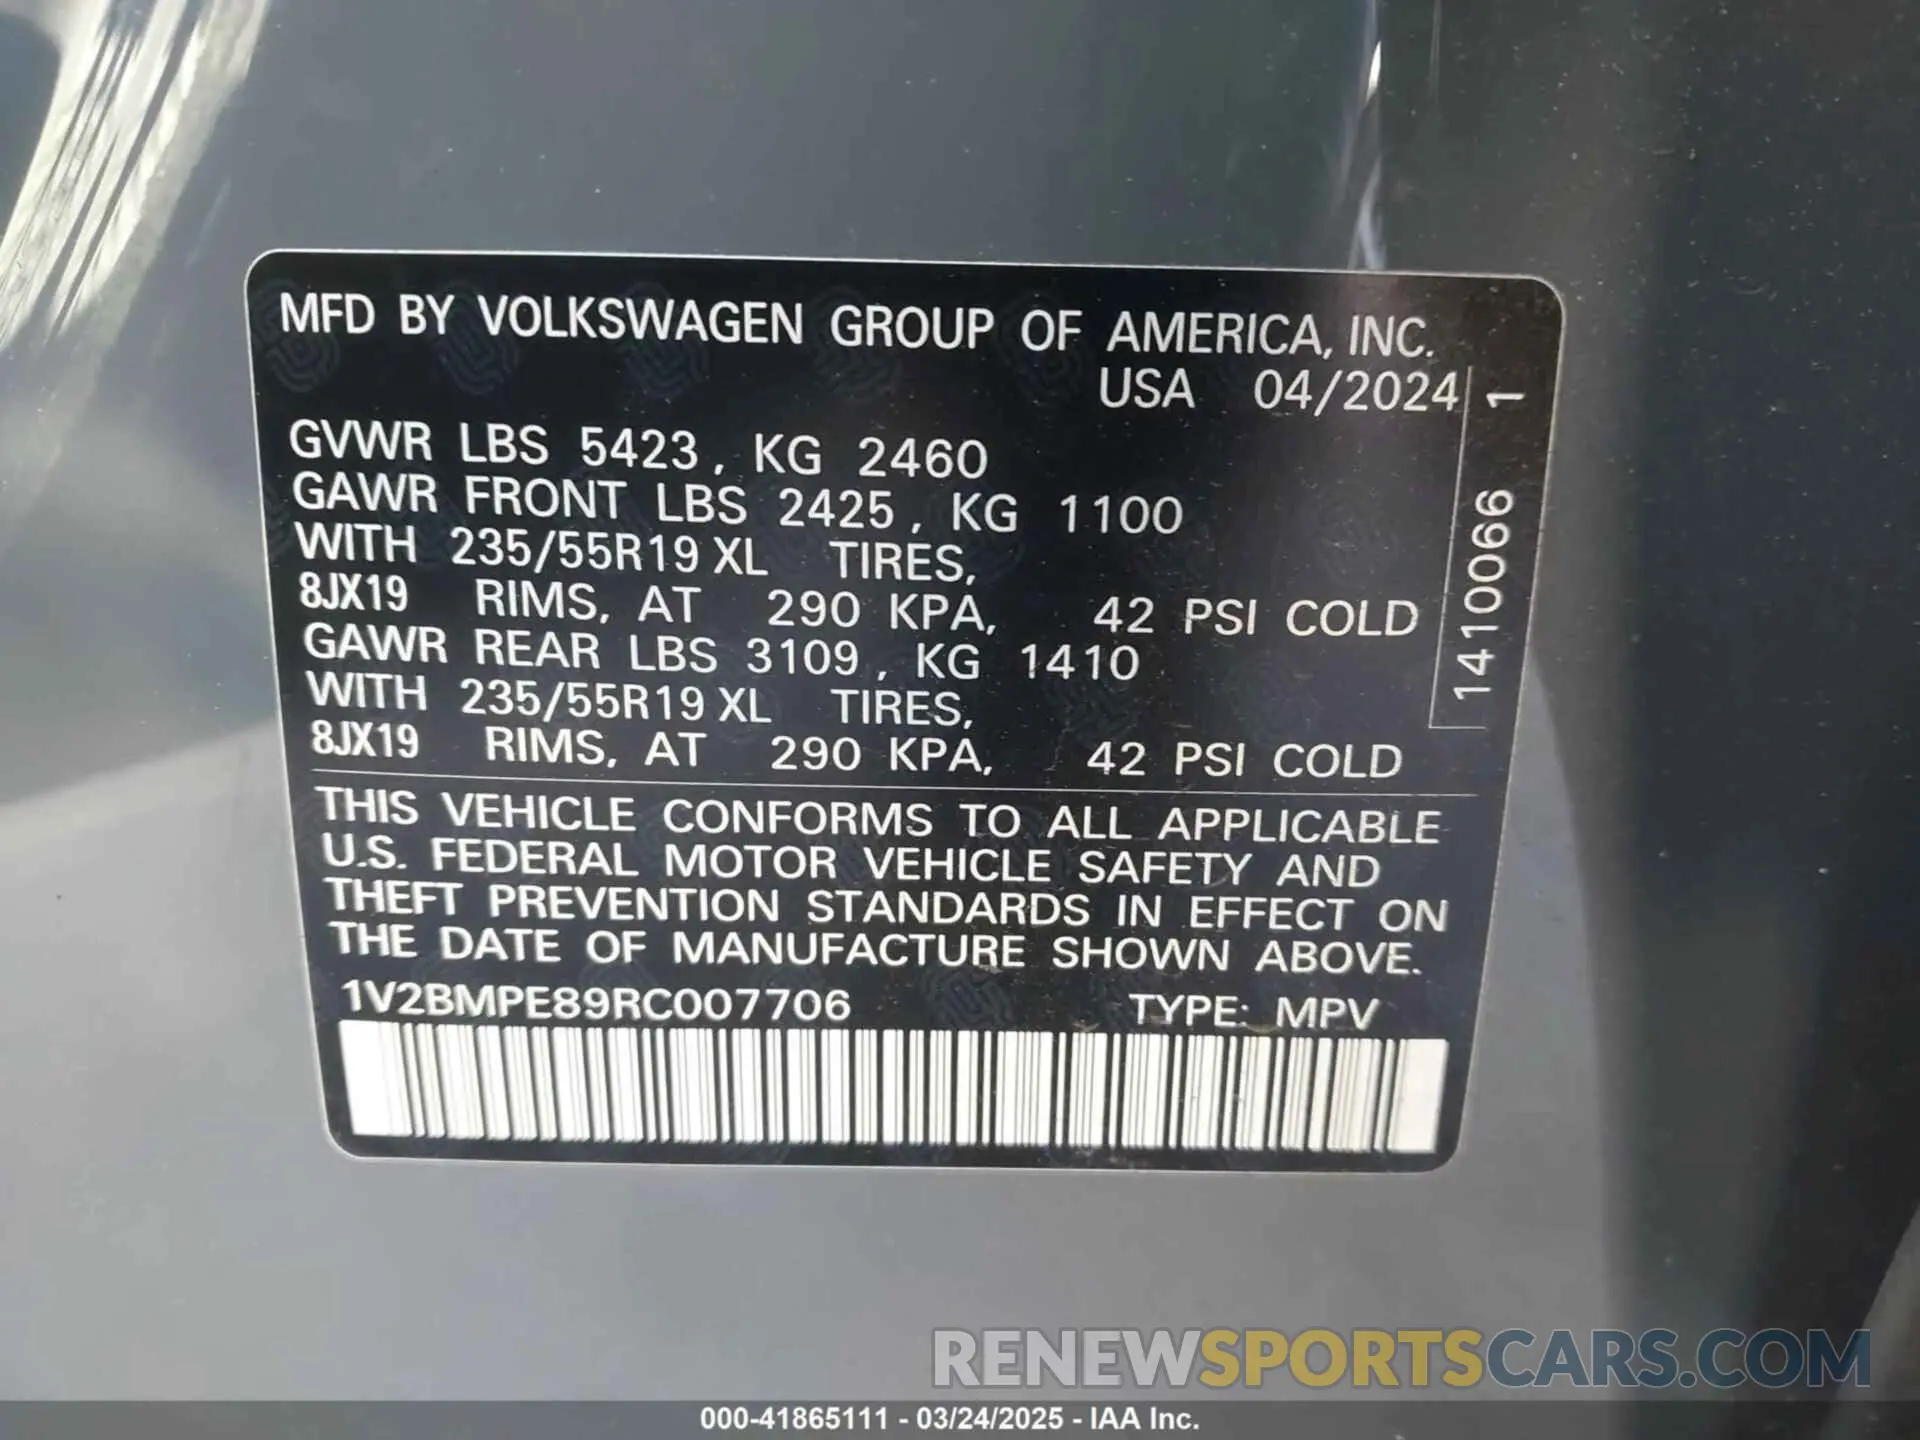 MFD BY VOLKSWAGEN GROUP OF AMERICA, INC.
USA 04/2024
GVWR LBS 5423, KG 2460
GAWR FRONT LBS 2425, KG 1100
WITH 235/55R19 XL TIRES,
8JX19 RIMS, AT 290 KPA, 42 PSI COLD
GAWR REAR LBS 3109, KG 1410
WITH 235/55R19 XL TIRES,
8JX19 RIMS, AT 290 KPA, 42 PSI COLD
THIS VEHICLE CONFORMS TO ALL APPLICABLE
U.S. FEDERAL MOTOR VEHICLE SAFETY AND
THEFT PREVENTION STANDARDS IN EFFECT ON
THE DATE OF MANUFACTURE SHOWN ABOVE.
1V2BMPE89RC007706 TYPE: MPV
1410066 1
RENEWSPORTSCARS.COM
000-41865111 - 03/24/2025 - IAA Inc.